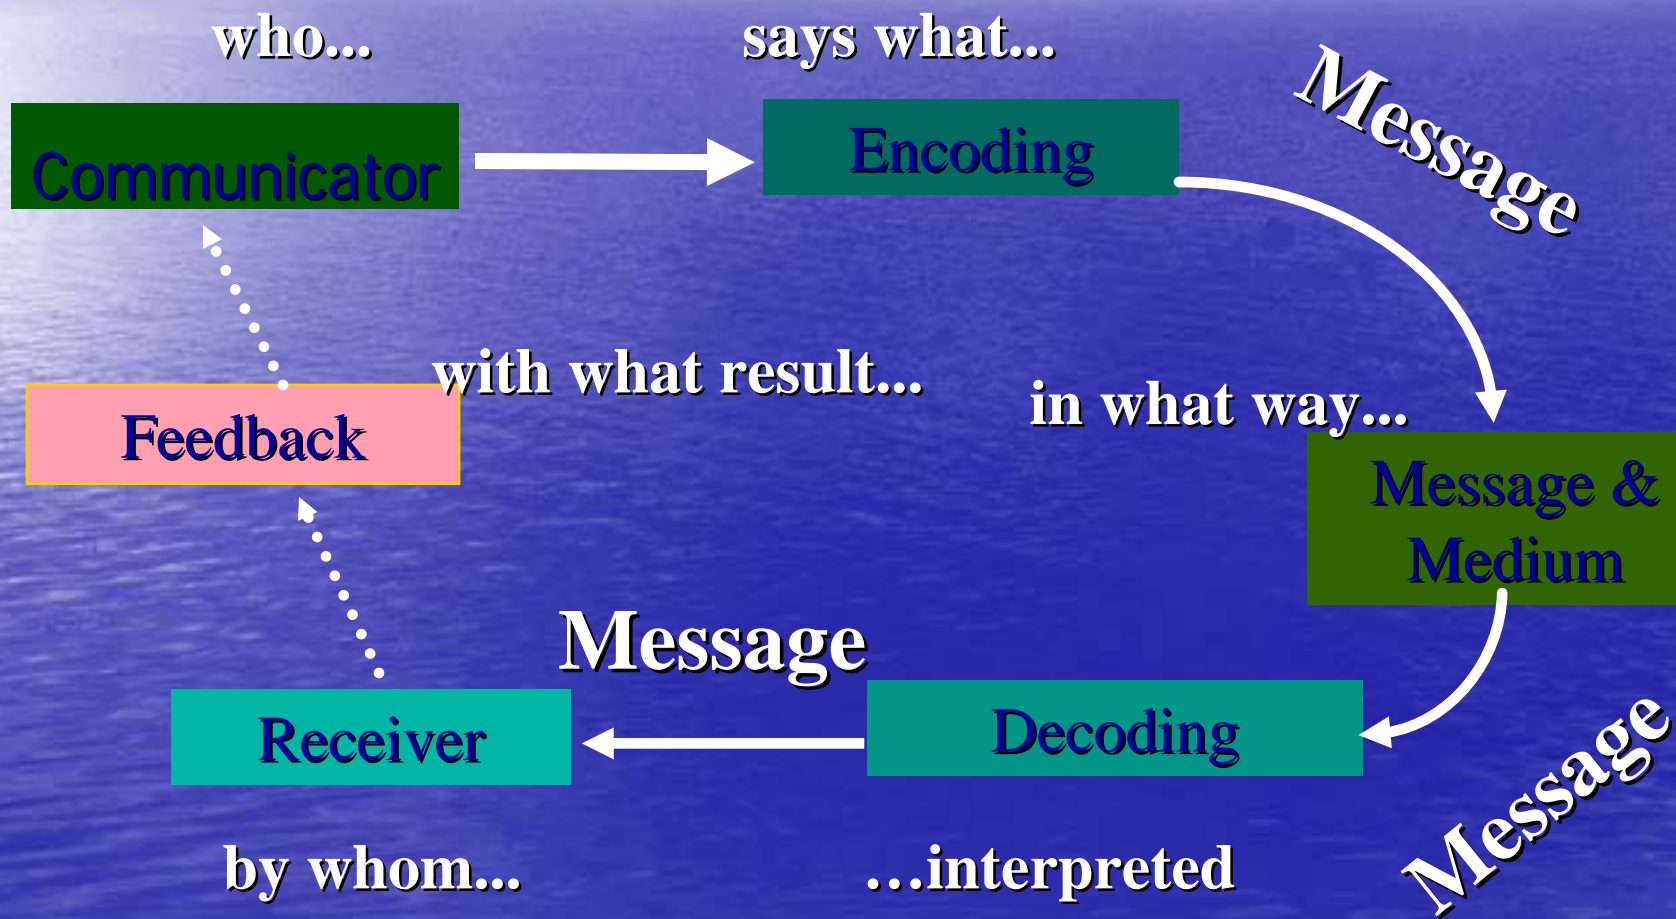 who...
says what...
Message
Communicator
Encoding
with what result...
in what way...
Feedback
Message &
Medium
Message
Receiver
Decoding
Message
by whom...
...interpreted